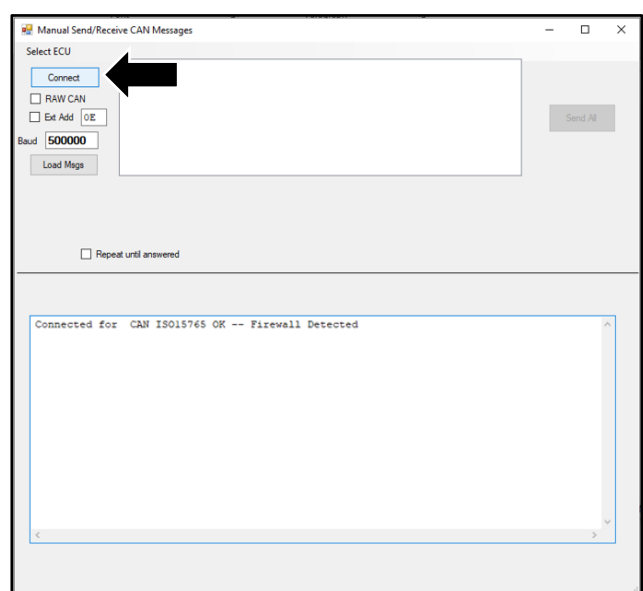 Manual Send/Receive CAN Messages
Select ECU
Connect
RAW CAN
Ext Add 0E
Baud 500000
Send All
Load Msgs
Repeat until answered
Connected for  CAN ISO15765 OK -- Firewall Detected